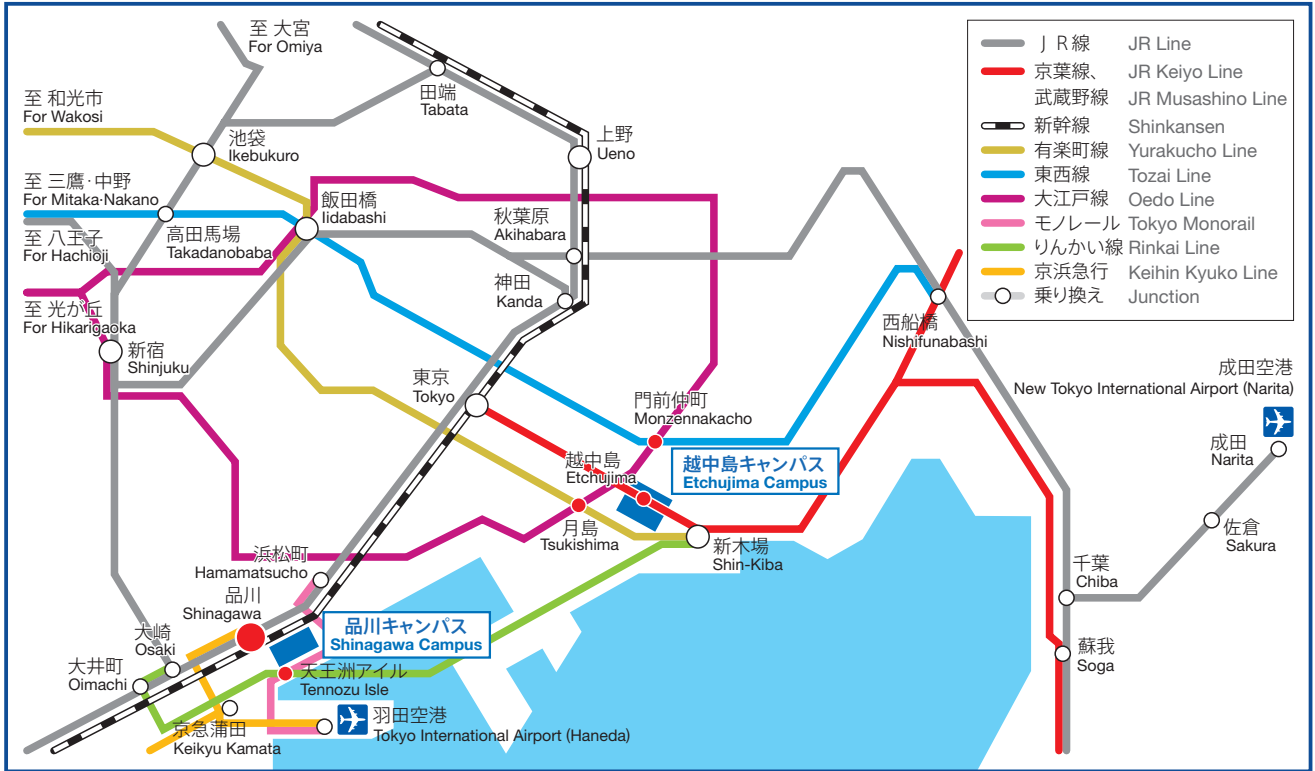 至 大宮
For Omiya
田端
Tabata
至 和光市
For Wakosi
池袋
Ikebukuro
上野
Ueno
至 三鷹・中野
For Mitaka・Nakano
飯田橋
Iidabashi
高田馬場
Takadanobaba
秋葉原
Akihabara
至 八王子
For Hachioji
神田
Kanda
至 光が丘
For Hikarigaoka
新宿
Shinjuku
東京
Tokyo
西船橋
Nishifunabashi
成田空港
New Tokyo International Airport (Narita)
門前仲町
Monzennakacho
成田
Narita
越中島
Etchujima
越中島キャンパス
Etchujima Campus
月島
Tsukishima
新木場
Shin-Kiba
佐倉
Sakura
浜松町
Hamamatsucho
千葉
Chiba
品川
Shinagawa
品川キャンパス
Shinagawa Campus
大崎
Osaki
蘇我
Soga
大井町
Oimachi
天王洲アイル
Tennozu Isle
京急蒲田
Keikyu Kamata
羽田空港
Tokyo International Airport (Haneda)
ＪＲ線 JR Line
京葉線、 JR Keiyo Line
武蔵野線 JR Musashino Line
新幹線 Shinkansen
有楽町線 Yurakucho Line
東西線 Tozai Line
大江戸線 Oedo Line
モノレール Tokyo Monorail
りんかい線 Rinkai Line
京浜急行 Keihin Kyuko Line
乗り換え Junction